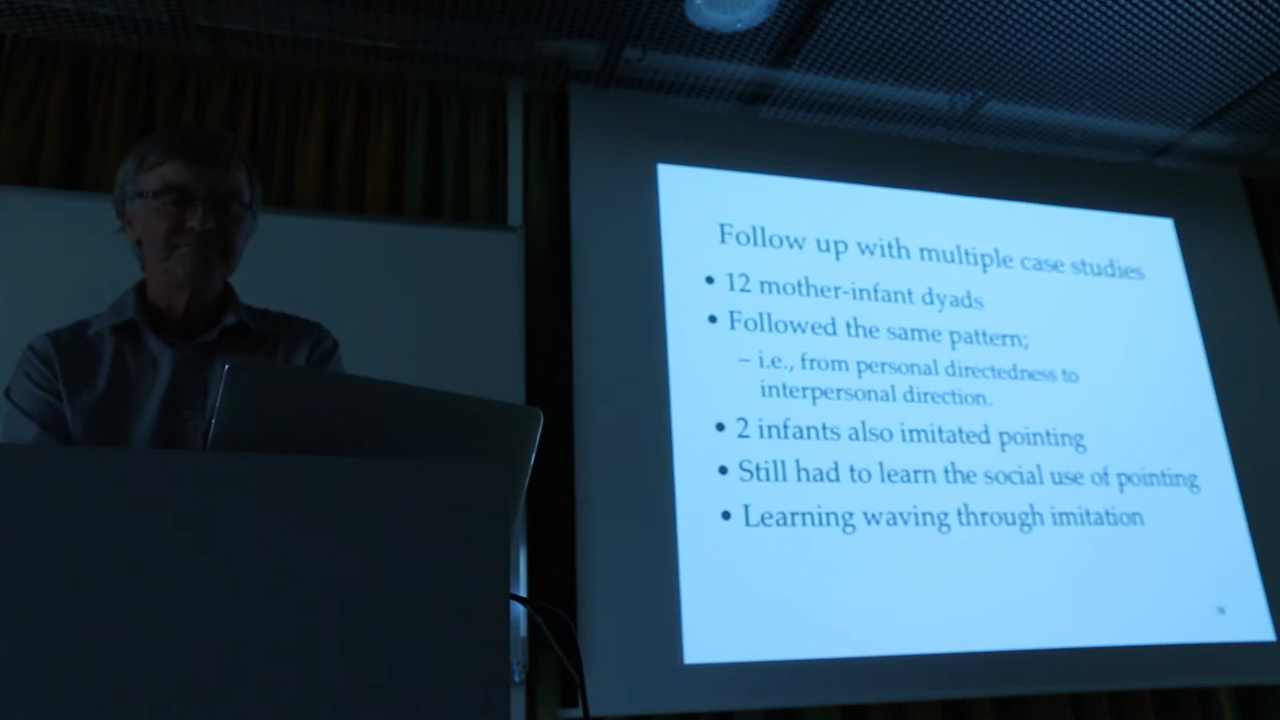 Follow up with multiple case studies
• 12 mother-infant dyads
• Followed the same pattern;
– i.e., from personal directedness to
interpersonal direction.
• 2 infants also imitated pointing
• Still had to learn the social use of pointing
• Learning waving through imitation